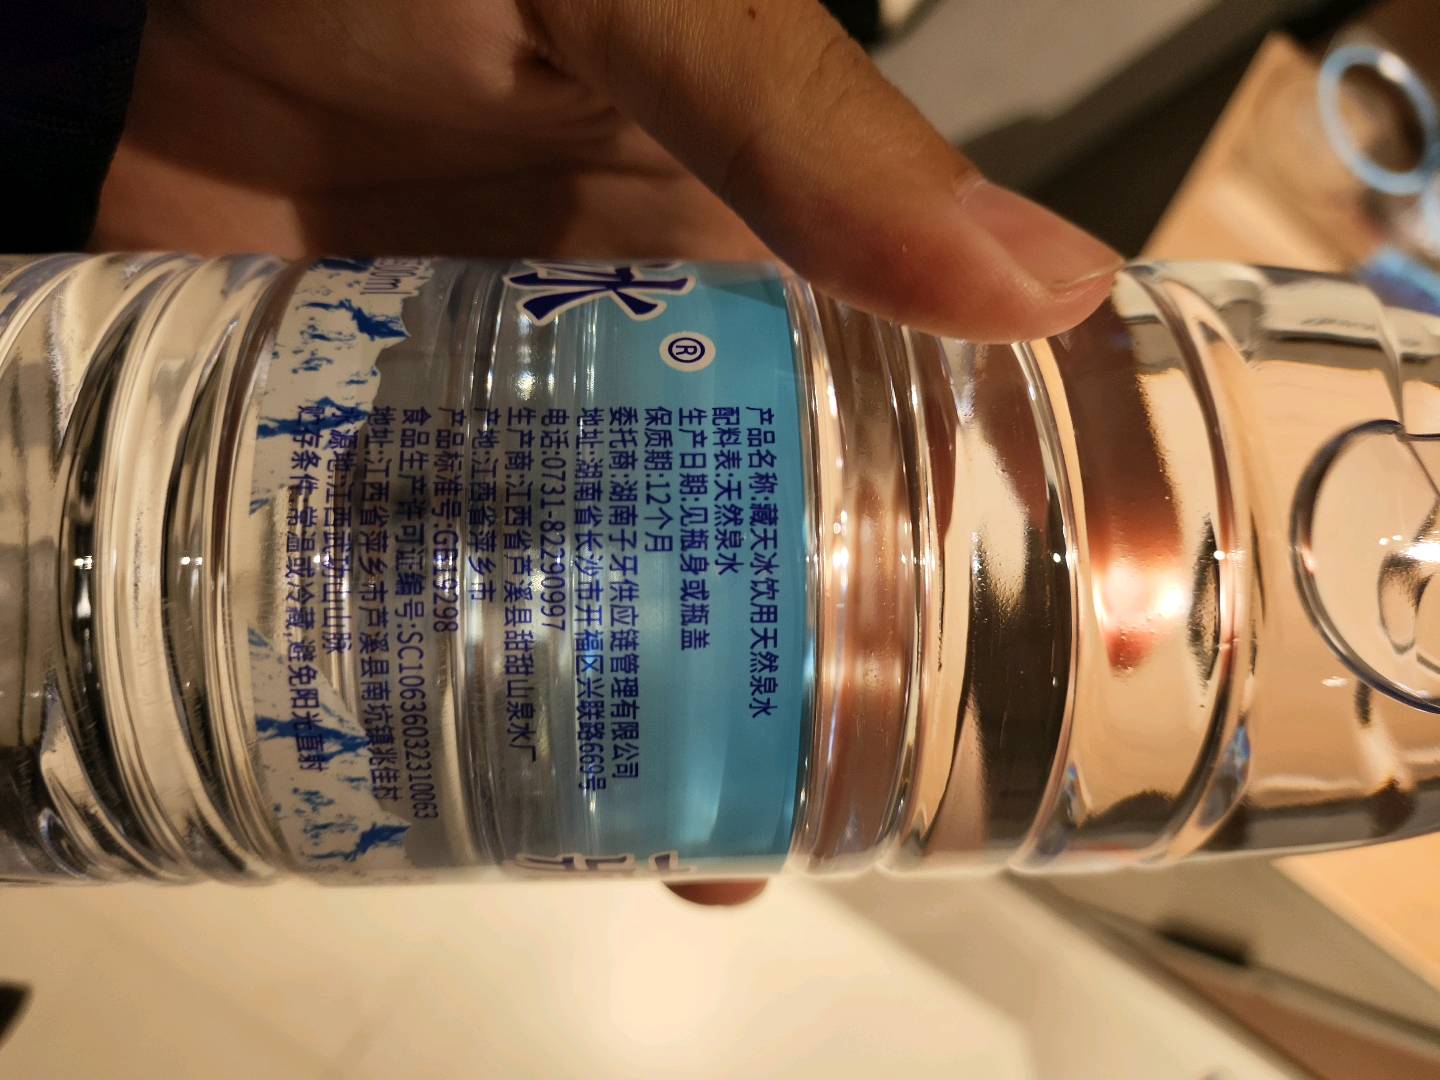 冰®
产品名称:藏天冰饮用天然泉水
配料表:天然泉水
生产日期:见瓶身或瓶盖
保质期:12个月
委托商:湖南子牙供应链管理有限公司
地址:湖南省长沙市开福区兴联路669号
电话:0731-82290997
生产商:江西省芦溪县甜甜山泉水厂
产地:江西省萍乡市
产品标准号:GB19298
食品生产许可证编号:SC10636032310063
地址:江西省萍乡市芦溪县南坑镇兆佳封
水源地:江西武功山山脉
贮存条件:常温或冷藏,避免阳光直射